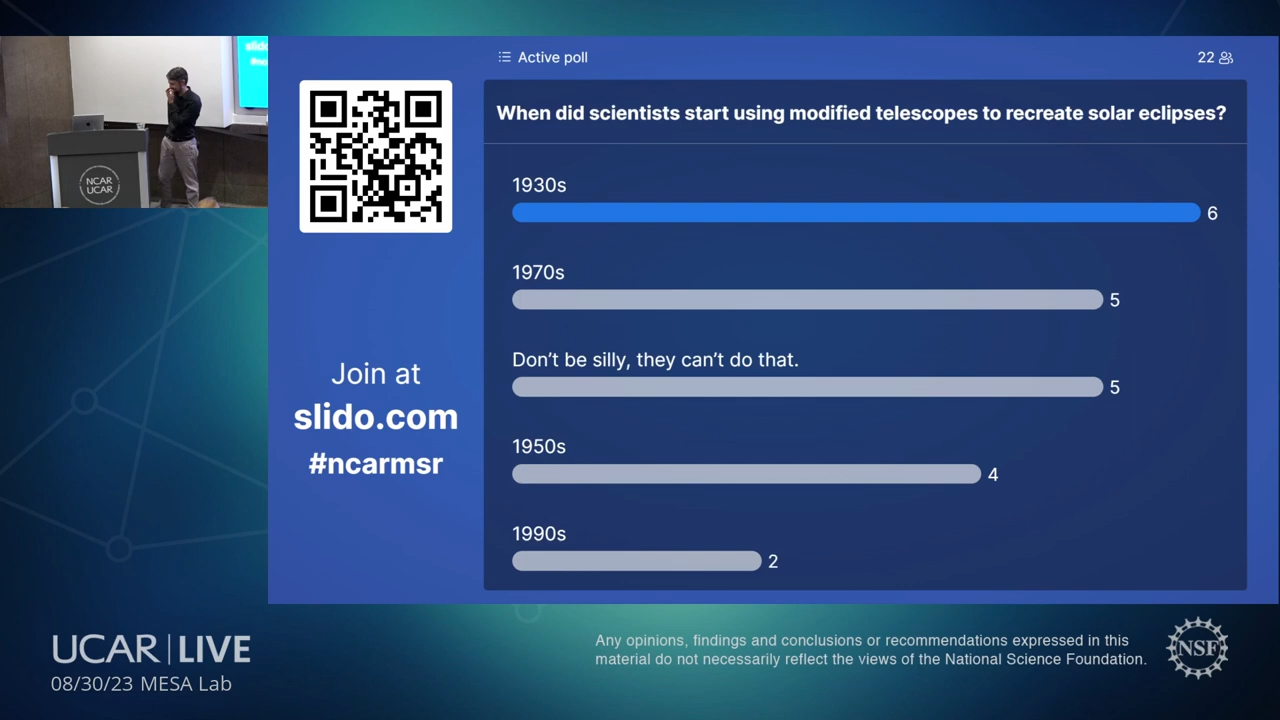 slido
#nc
NCAR
UCAR
Active poll
22
When did scientists start using modified telescopes to recreate solar eclipses?
1930s
6
1970s
5
Don’t be silly, they can’t do that.
5
1950s
4
1990s
2
Join at
slido.com
#ncarmsr
UCAR | LIVE
08/30/23 MESA Lab
Any opinions, findings and conclusions or recommendations expressed in this
material do not necessarily reflect the views of the National Science Foundation.
NSF